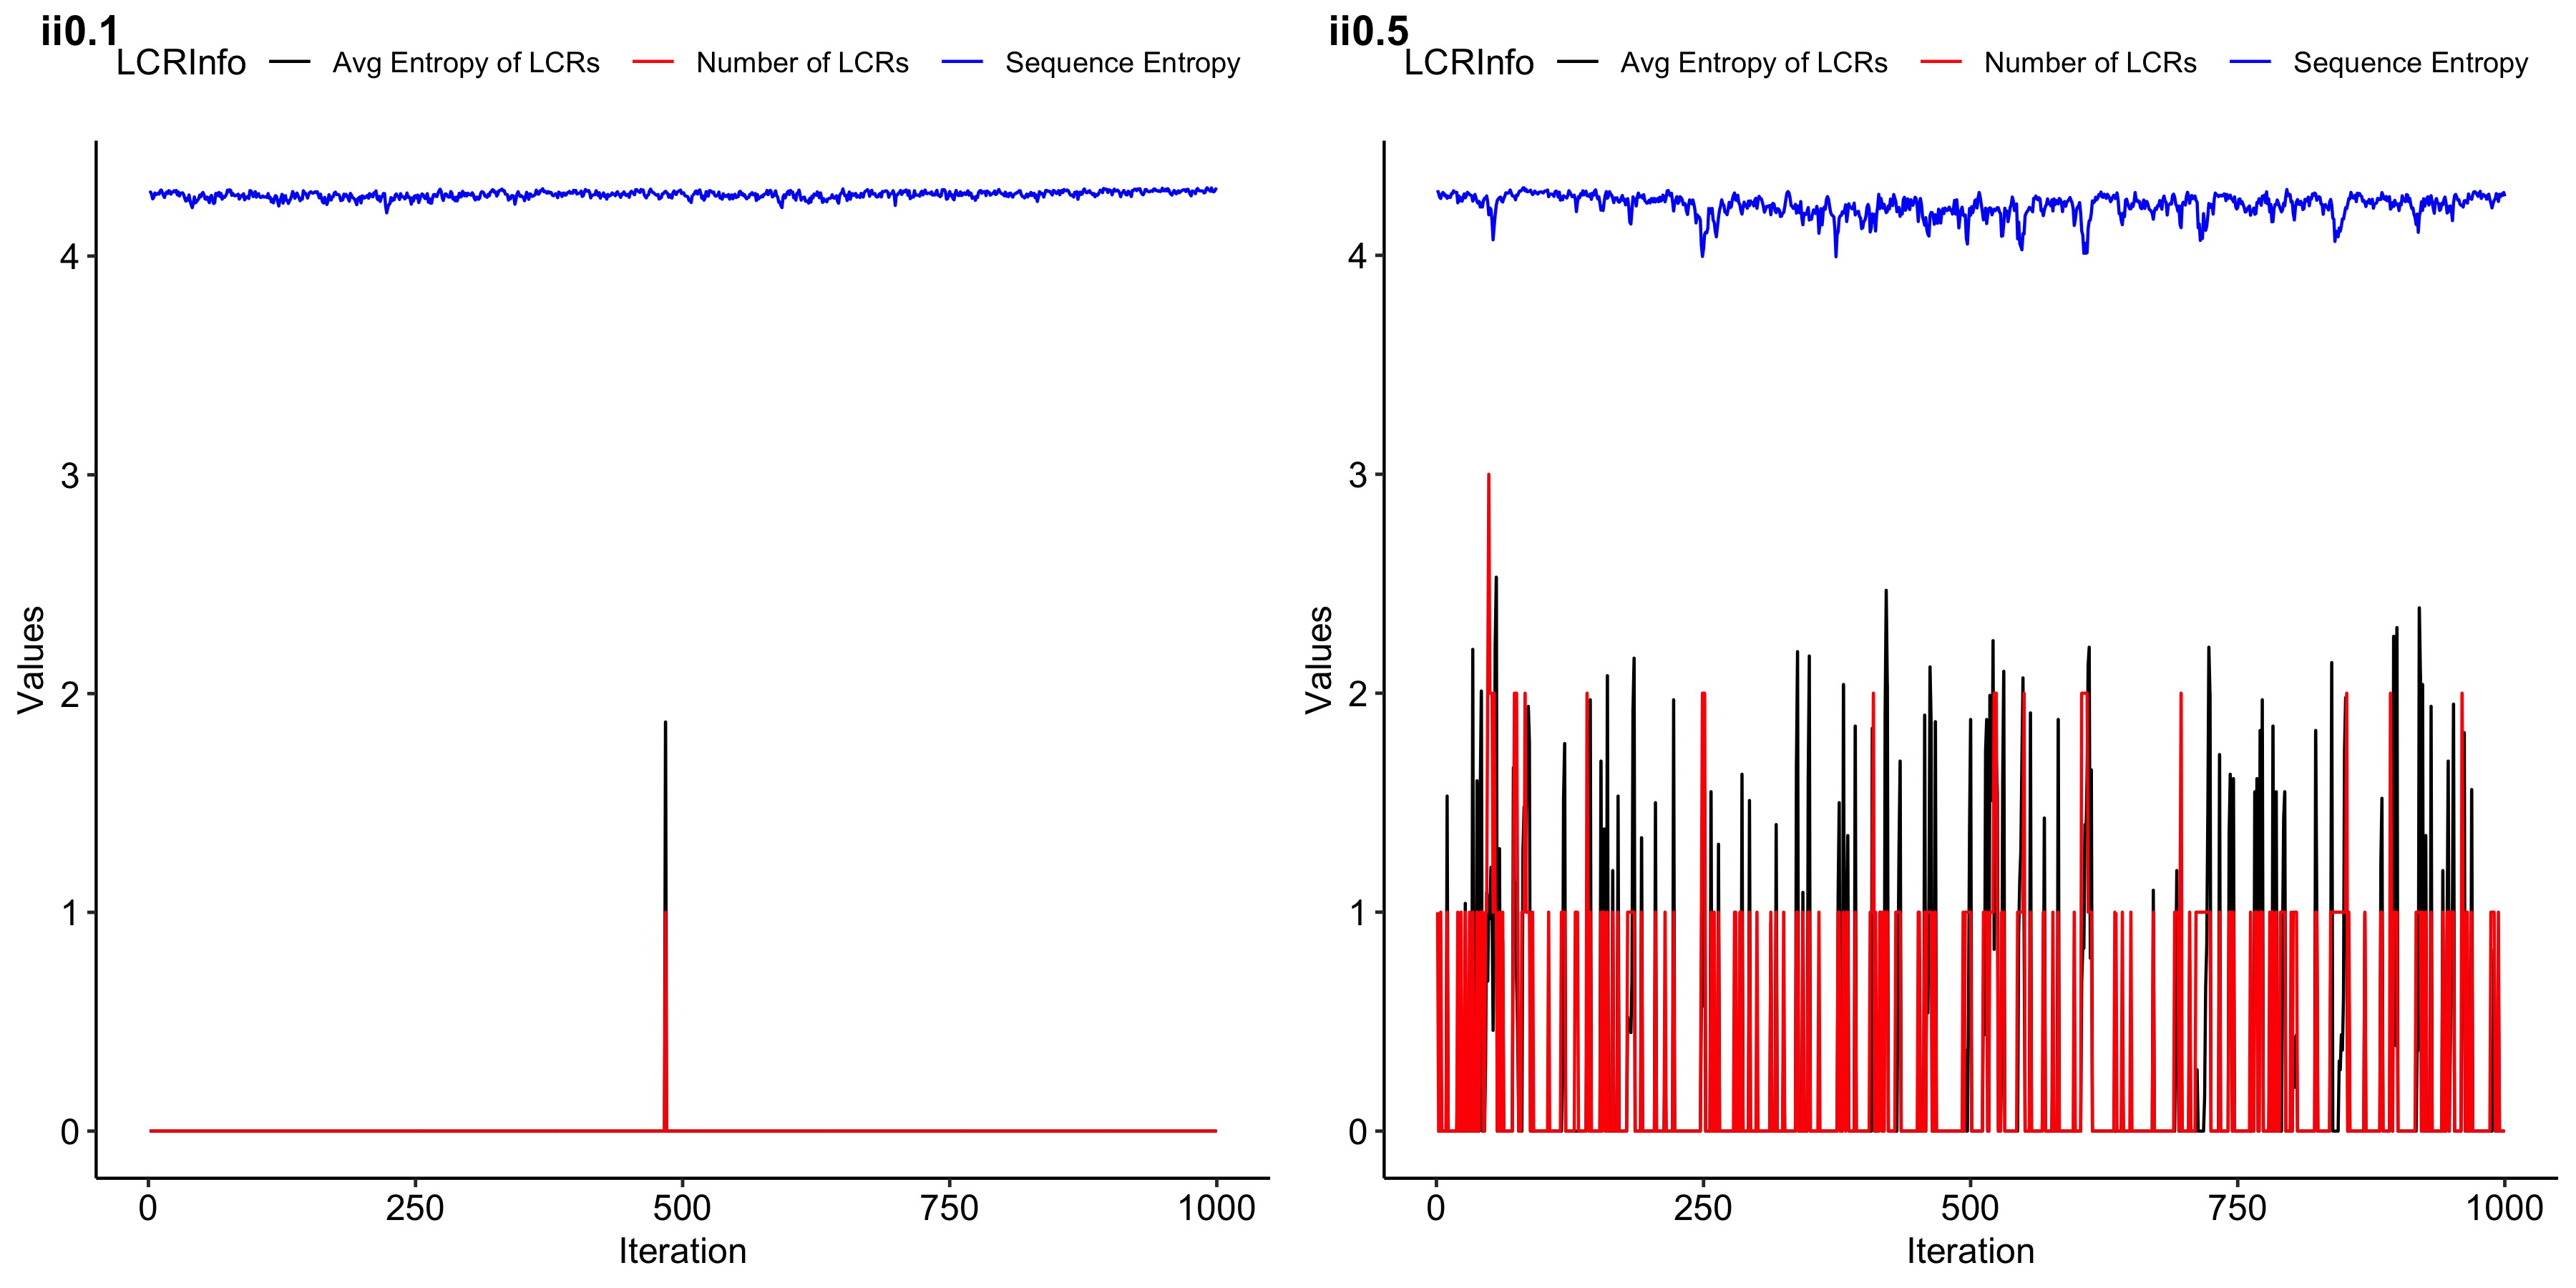 ii0.1
LCRInfo Avg Entropy of LCRs Number of LCRs Sequence Entropy
4
3
2
1
0
Values
0 250 500 750 1000
Iteration
ii0.5
LCRInfo Avg Entropy of LCRs Number of LCRs Sequence Entropy
4
3
2
1
0
Values
0 250 500 750 1000
Iteration